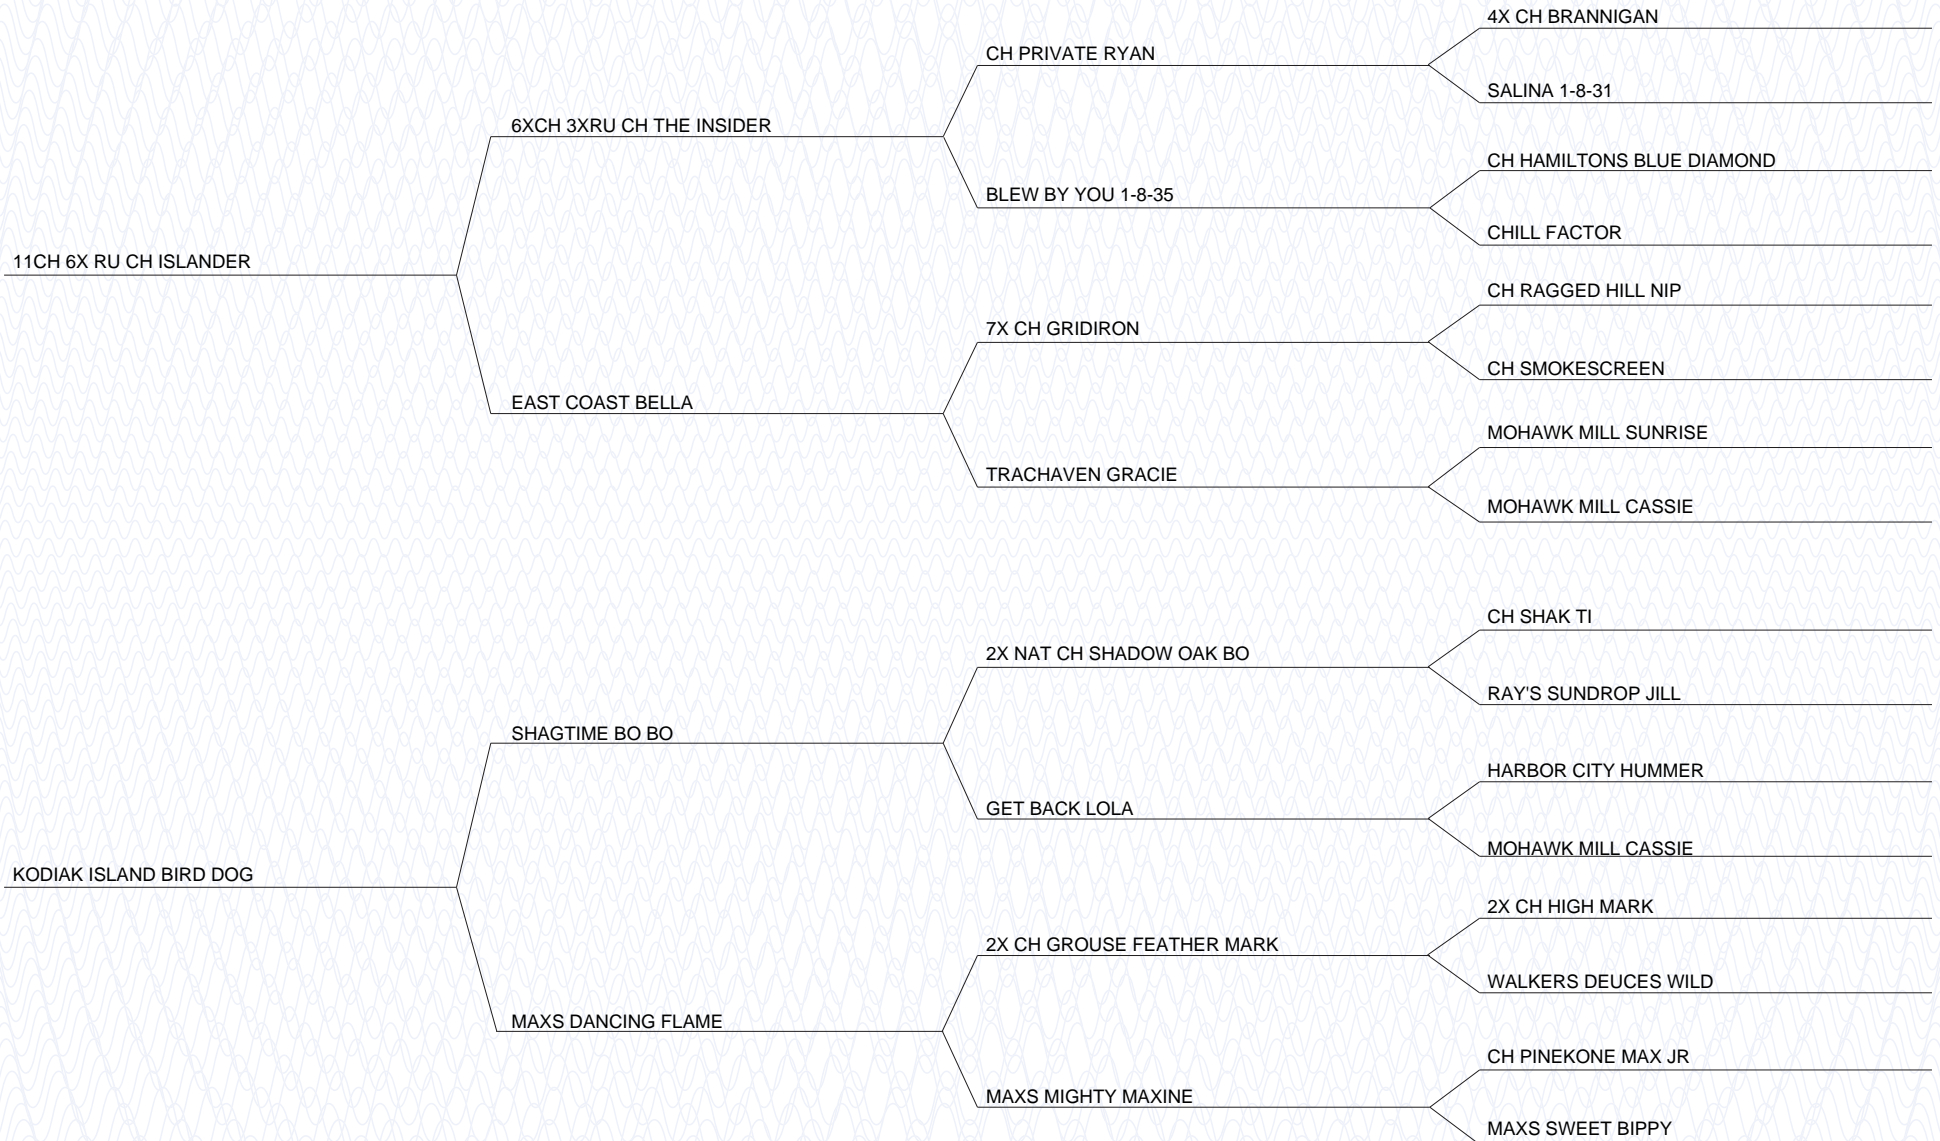 4X CH BRANNIGAN
CH PRIVATE RYAN
SALINA 1-8-31
6XCH 3XRU CH THE INSIDER
CH HAMILTONS BLUE DIAMOND
BLEW BY YOU 1-8-35
CHILL FACTOR
11CH 6X RU CH ISLANDER
CH RAGGED HILL NIP
7X CH GRIDIRON
CH SMOKESCREEN
EAST COAST BELLA
MOHAWK MILL SUNRISE
TRACHAVEN GRACIE
MOHAWK MILL CASSIE
CH SHAK TI
2X NAT CH SHADOW OAK BO
RAY'S SUNDROP JILL
SHAGTIME BO BO
HARBOR CITY HUMMER
GET BACK LOLA
MOHAWK MILL CASSIE
KODIAK ISLAND BIRD DOG
2X CH HIGH MARK
2X CH GROUSE FEATHER MARK
WALKERS DEUCES WILD
MAXS DANCING FLAME
CH PINEKONE MAX JR
MAXS MIGHTY MAXINE
MAXS SWEET BIPPY